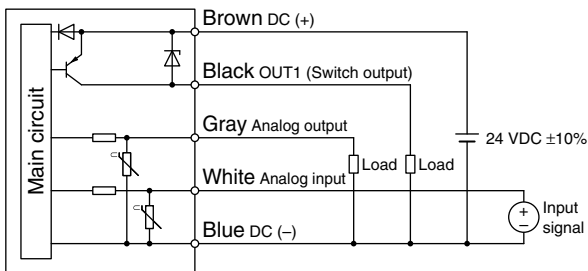 Brown DC (+)
Black OUT1 (Switch output)
Gray Analog output
White Analog input
Blue DC (–)
Main circuit
Load
Load
24 VDC ±10%
Input
signal
+
–